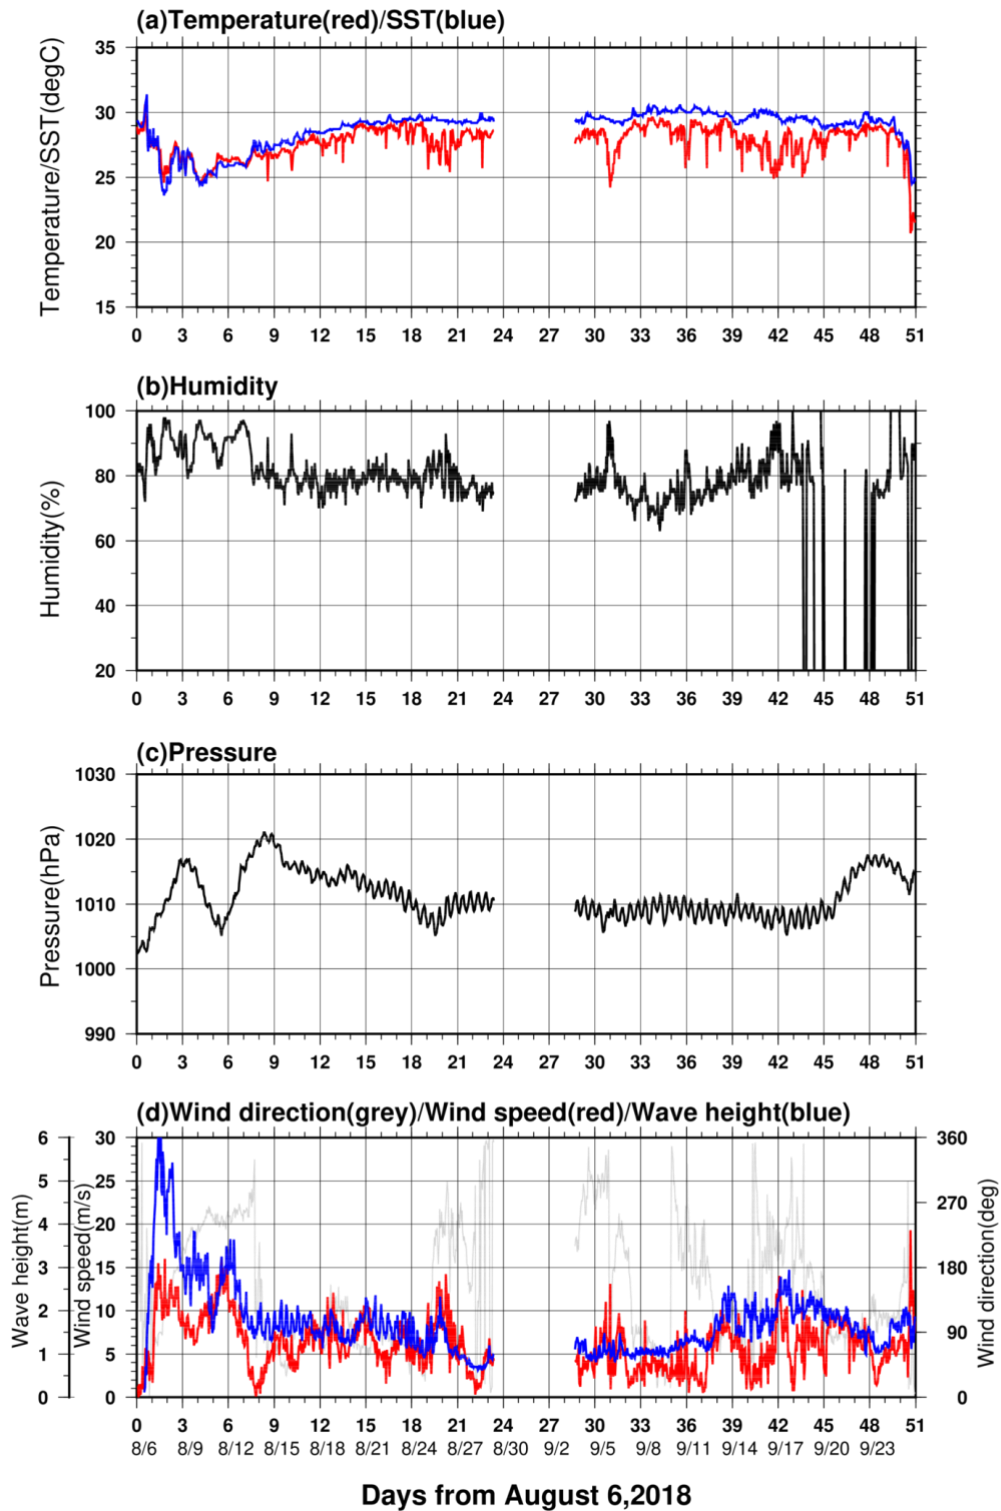 (a)Temperature(red)/SST(blue)
Temperature/SST(degC)
35
30
25
20
15
0 3 6 9 12 15 18 21 24 27 30 33 36 39 42 45 48 51
(b)Humidity
Humidity(%)
100
80
60
40
20
0 3 6 9 12 15 18 21 24 27 30 33 36 39 42 45 48 51
(c)Pressure
Pressure(hPa)
1030
1020
1010
1000
990
0 3 6 9 12 15 18 21 24 27 30 33 36 39 42 45 48 51
(d)Wind direction(grey)/Wind speed(red)/Wave height(blue)
Wave height(m)
6
5
4
3
2
1
0
Wind speed(m/s)
30
25
20
15
10
5
0
360
270
180
90
0
Wind direction(deg)
0 3 6 9 12 15 18 21 24 27 30 33 36 39 42 45 48 51
8/6 8/9 8/12 8/15 8/18 8/21 8/24 8/27 8/30 9/2 9/5 9/8 9/11 9/14 9/17 9/20 9/23
Days from August 6,2018